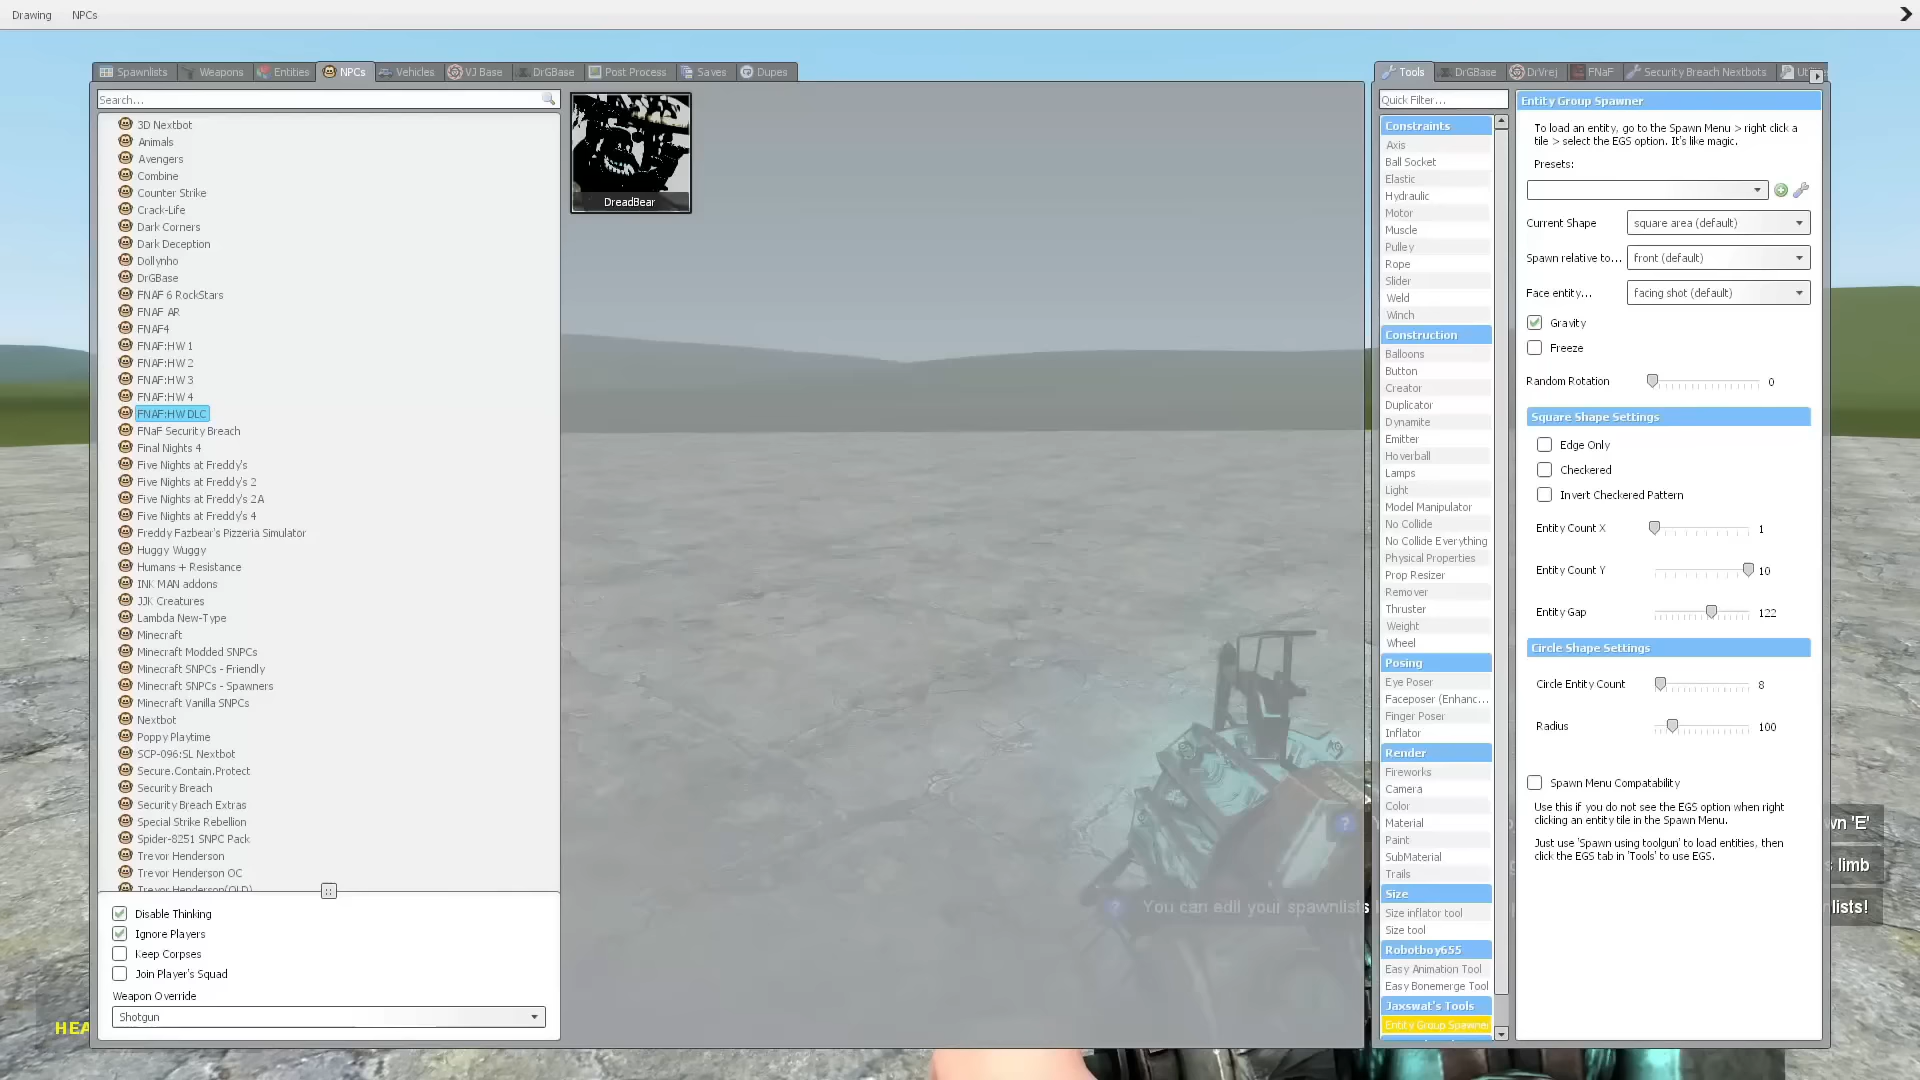 Drawing NPCs
Spawnlists Weapons Entities NPCs Vehicles VJ Base DrGBase Post Process Saves Dupes
Search...
3D Nextbot
Animals
Avengers
Combine
Counter Strike
Crack-Life
Dark Corners
Dark Deception
Dollynho
DrGBase
FNAF 6 RockStars
FNAF AR
FNAF4
FNAF:HW 1
FNAF:HW 2
FNAF:HW 3
FNAF:HW 4
FNAF:HW DLC
FNaF Security Breach
Final Nights 4
Five Nights at Freddy's
Five Nights at Freddy's 2
Five Nights at Freddy's 2A
Five Nights at Freddy's 4
Freddy Fazbear's Pizzeria Simulator
Huggy Wuggy
Humans + Resistance
INK MAN addons
JJK Creatures
Lambda New-Type
Minecraft
Minecraft Modded SNPCs
Minecraft SNPCs - Friendly
Minecraft SNPCs - Spawners
Minecraft Vanilla SNPCs
Nextbot
Poppy Playtime
SCP-096:SL Nextbot
Secure.Contain.Protect
Security Breach
Security Breach Extras
Special Strike Rebellion
Spider-8251 SNPC Pack
Trevor Henderson
Trevor Henderson OC
Trevor Henderson(OLD)
Disable Thinking
Ignore Players
Keep Corpses
Join Player's Squad
Weapon Override
Shotgun
HEA
DreadBear
You can edit your spawnlists
wn 'E'
s limb
lists!
Tools DrGBase DrVrej FNaF Security Breach Nextbots
Quick Filter...
Constraints
Axis
Ball Socket
Elastic
Hydraulic
Motor
Muscle
Pulley
Rope
Slider
Weld
Winch
Construction
Balloons
Button
Creator
Duplicator
Dynamite
Emitter
Hoverball
Lamps
Light
Model Manipulator
No Collide
No Collide Everything
Physical Properties
Prop Resizer
Remover
Thruster
Weight
Wheel
Posing
Eye Poser
Faceposer (Enhanc...
Finger Poser
Inflator
Render
Fireworks
Camera
Color
Material
Paint
SubMaterial
Trails
Size
Size inflator tool
Size tool
Robotboy655
Easy Animation Tool
Easy Bonemerge Tool
Jaxswat's Tools
Entity Group Spawner
Entity Group Spawner
To load an entity, go to the Spawn Menu > right click a
tile > select the EGS option. It's like magic.
Presets:
Current Shape square area (default)
Spawn relative to... front (default)
Face entity... facing shot (default)
Gravity
Freeze
Random Rotation 0
Square Shape Settings
Edge Only
Checkered
Invert Checkered Pattern
Entity Count X 1
Entity Count Y 10
Entity Gap 122
Circle Shape Settings
Circle Entity Count 8
Radius 100
Spawn Menu Compatability
Use this if you do not see the EGS option when right
clicking an entity tile in the Spawn Menu.
Just use 'Spawn using toolgun' to load entities, then
click the EGS tab in 'Tools' to use EGS.